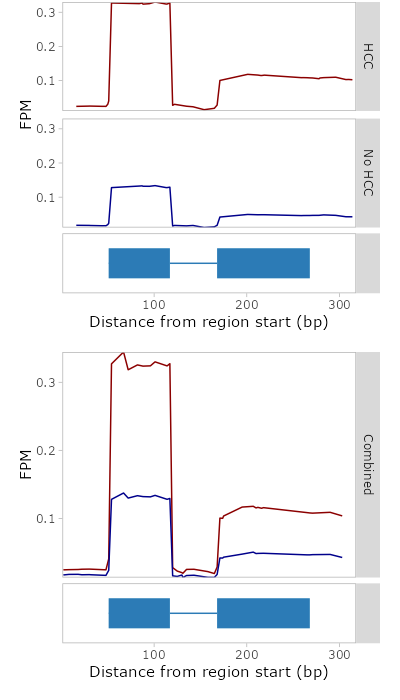 0.3
0.2
0.1
HCC
FPM
0.3
0.2
0.1
No HCC
100 200 300
Distance from region start (bp)
0.3
0.2
0.1
FPM
Combined
100 200 300
Distance from region start (bp)